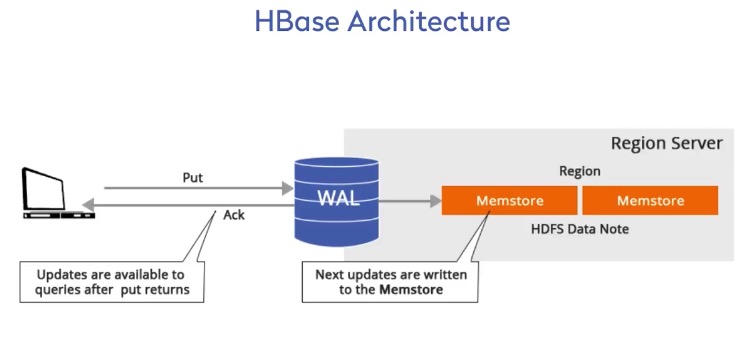 HBase Architecture
Region Server
Region
Put
WAL
Memstore
Memstore
Ack
HDFS Data Note
Updates are available to
queries after put returns
Next updates are written
to the Memstore